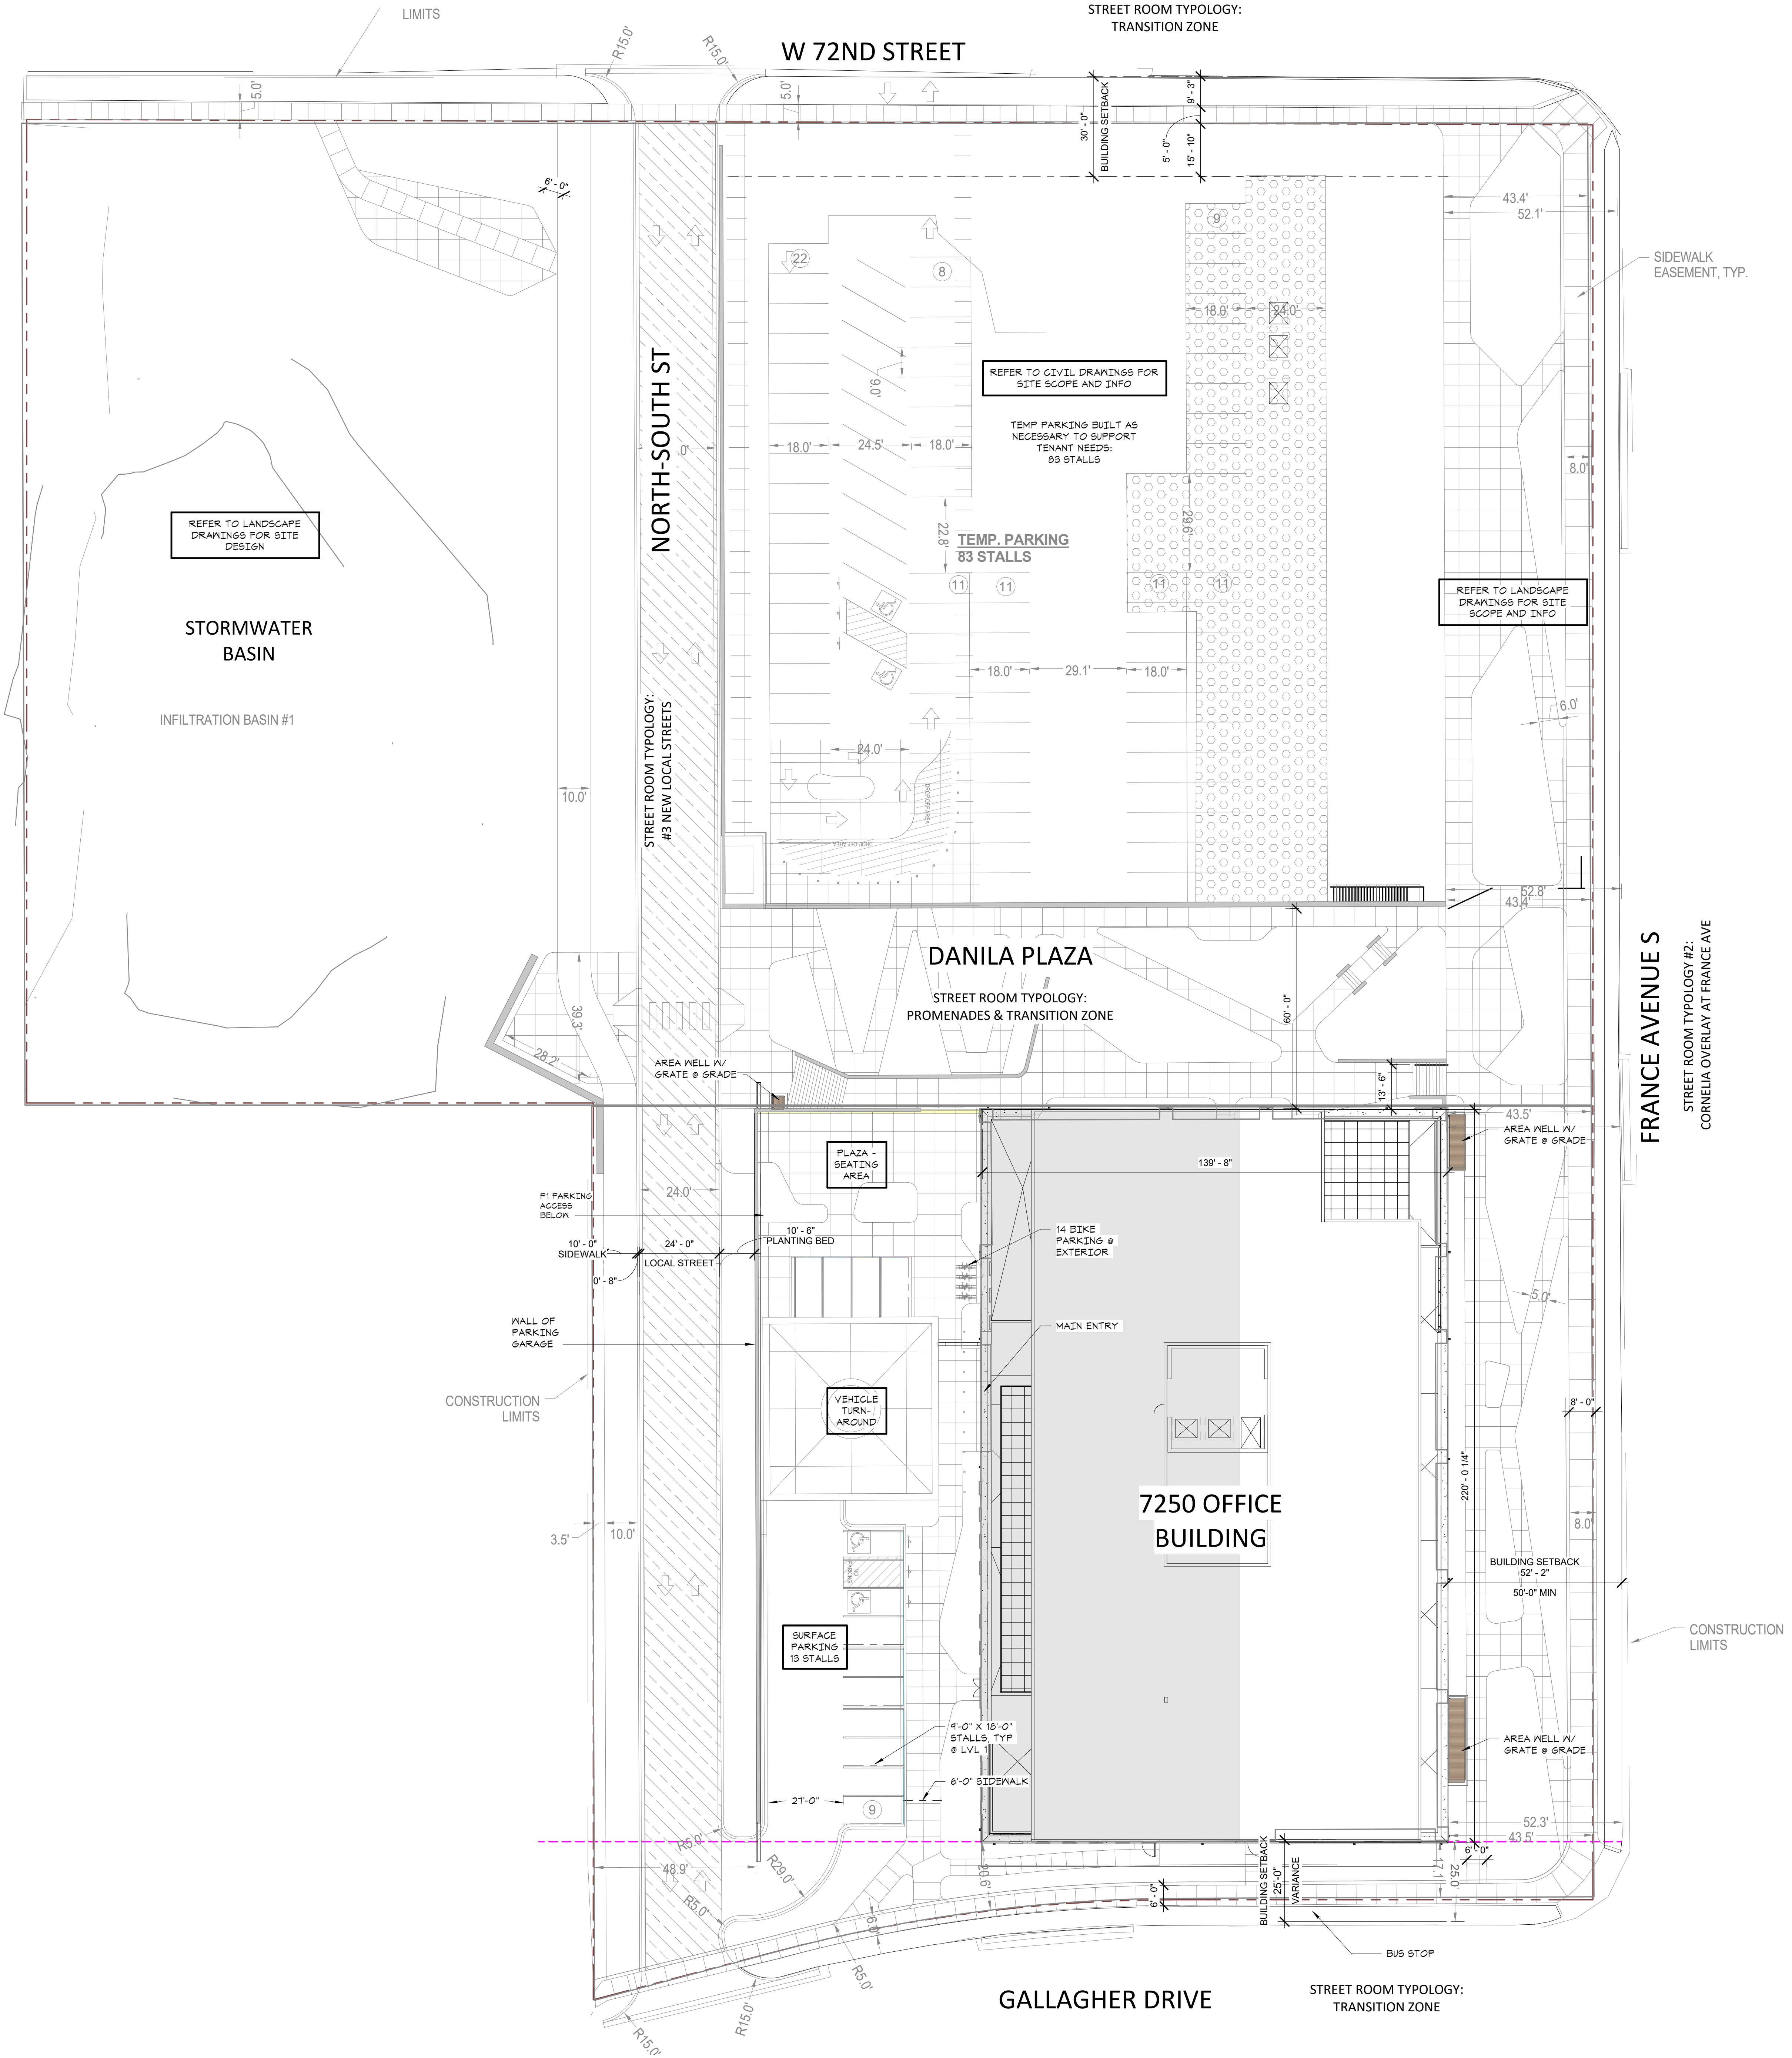 LIMITS
STREET ROOM TYPOLOGY:
TRANSITION ZONE
W 72ND STREET
R15.0'
R15.0'
5.0'
5.0'
30' - 0"
BUILDING SETBACK
9' - 3"
5' - 0"
15' - 10"
6' - 0"
43.4'
52.1'
SIDEWALK
EASEMENT, TYP.
22
8
9
18.0'
24.0'
9.0'
REFER TO CIVIL DRAWINGS FOR
SITE SCOPE AND INFO
TEMP PARKING BUILT AS
NECESSARY TO SUPPORT
TENANT NEEDS:
83 STALLS
NORTH-SOUTH ST
.0'
18.0'
24.5'
18.0'
8.0'
REFER TO LANDSCAPE
DRAWINGS FOR SITE
DESIGN
22.8'
29.6'
TEMP. PARKING
83 STALLS
11
11
11
11
REFER TO LANDSCAPE
DRAWINGS FOR SITE
SCOPE AND INFO
STORMWATER
BASIN
INFILTRATION BASIN #1
18.0'
29.1'
18.0'
6.0'
STREET ROOM TYPOLOGY:
#3 NEW LOCAL STREETS
24.0'
10.0'
DROP OFF AREA
DROP OFF AREA
52.8'
43.4'
DANILA PLAZA
STREET ROOM TYPOLOGY:
PROMENADES & TRANSITION ZONE
60' - 0"
39.3'
28.2'
FRANCE AVENUE S
STREET ROOM TYPOLOGY #2:
CORNELIA OVERLAY AT FRANCE AVE
AREA WELL W/
GRATE @ GRADE
13' - 6"
43.5'
AREA WELL W/
GRATE @ GRADE
PLAZA -
SEATING
AREA
139' - 8"
P1 PARKING
ACCESS
BELOW
24.0'
10' - 0"
SIDEWALK
24' - 0"
LOCAL STREET
10' - 6"
PLANTING BED
0' - 8"
14 BIKE
PARKING @
EXTERIOR
5.0'
WALL OF
PARKING
GARAGE
MAIN ENTRY
CONSTRUCTION
LIMITS
VEHICLE
TURN-
AROUND
8' - 0"
220' - 0 1/4"
7250 OFFICE
BUILDING
3.5'
10.0'
8.0'
NO
PARKING
BUILDING SETBACK
52' - 2"
50'-0" MIN
SURFACE
PARKING
13 STALLS
CONSTRUCTION
LIMITS
9'-0" X 18'-0"
STALLS, TYP
@ LVL 1
AREA WELL W/
GRATE @ GRADE
6'-0" SIDEWALK
27'-0"
9
52.3'
43.5'
R5.0'
48.9'
R29.0'
R5.0'
20.6'
6' - 0"
17.1'
25.0'
6' - 0"
BUILDING SETBACK
25'-0"
VARIANCE
6.0'
R5.0'
BUS STOP
R15.0'
R15.0'
GALLAGHER DRIVE
STREET ROOM TYPOLOGY:
TRANSITION ZONE